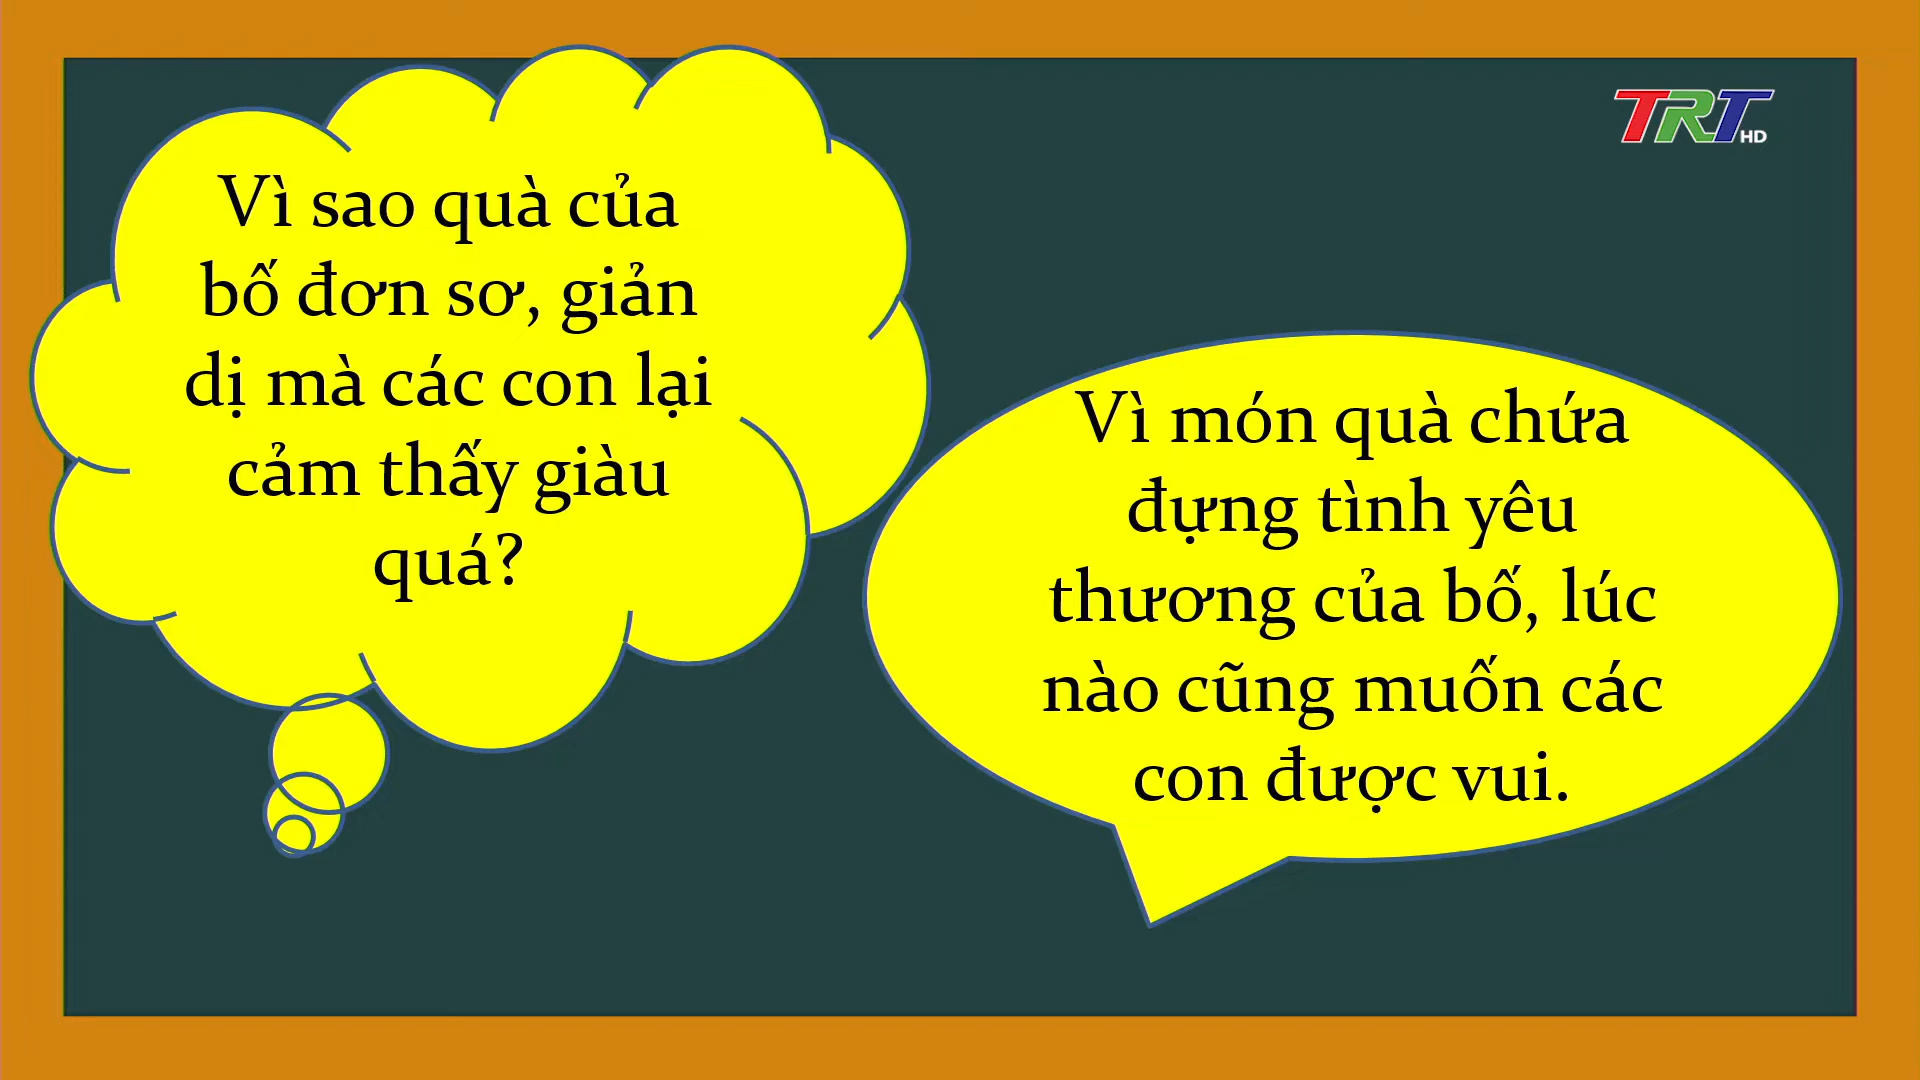 TRT HD
Vì sao quà của
bố đơn sơ, giản
dị mà các con lại
cảm thấy giàu
quá?
Vì món quà chứa
đựng tình yêu
thương của bố, lúc
nào cũng muốn các
con được vui.